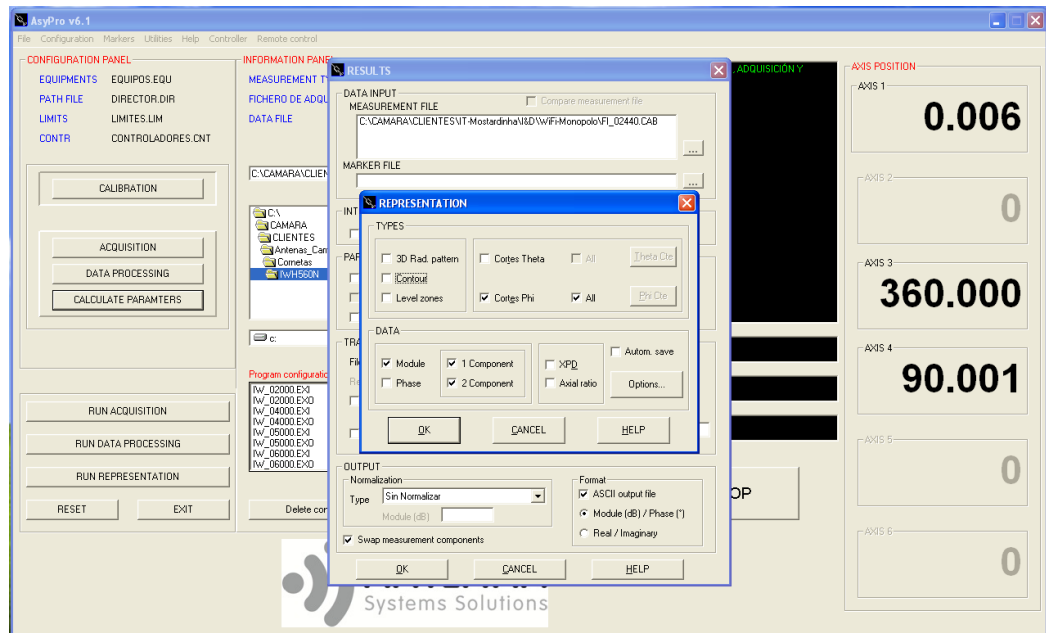 AsyPro v6.1
File Configuration Markers Utilities Help Controller Remote control
CONFIGURATION PANEL
EQUIPMENTS EQUIPOS.EQU
PATH FILE DIRECTOR.DIR
LIMITS LIMITES.LIM
CONTR CONTROLADORES.CNT
CALIBRATION
ACQUISITION
DATA PROCESSING
CALCULATE PARAMTERS
RUN ACQUISITION
RUN DATA PROCESSING
RUN REPRESENTATION
RESET EXIT
INFORMATION PANE
MEASUREMENT T
FICHERO DE ADQU
DATA FILE
C:\CAMARA\CLIEN
C:\
CAMARA
CLIENTES
Antenas_Cam
Cornetas
IWH560N
c:
Program configuratio
IW_02000.EXI
IW_02000.EXO
IW_04000.EXI
IW_04000.EXO
IW_05000.EXI
IW_05000.EXO
IW_06000.EXI
IW_06000.EXO
Delete con
RESULTS
DATA INPUT
Compare measurement file
MEASUREMENT FILE
C:\CAMARA\CLIENTES\IT-Mostardinha\I&D\WiFi-Monopolo\FI_02440.CAB
...
MARKER FILE
...
INT
PAR
TRA
File
Re
REPRESENTATION
TYPES
3D Rad. pattern
Contour
Level zones
Cortes Theta All Theta Cte
Cortes Phi All Phi Cte
DATA
Module
Phase
1 Component
2 Component
XPD
Axial ratio
Autom. save
Options...
OK CANCEL HELP
OUTPUT
Normalization
Type Sin Normalizar
Module (dB)
Swap measurement components
Format
ASCII output file
Module (dB) / Phase (°)
Real / Imaginary
OK CANCEL HELP
, ADQUISICIÓN Y
OP
Systems Solutions
AXIS POSITION
AXIS 1
0.006
AXIS 2
0
AXIS 3
360.000
AXIS 4
90.001
AXIS 5
0
AXIS 6
0